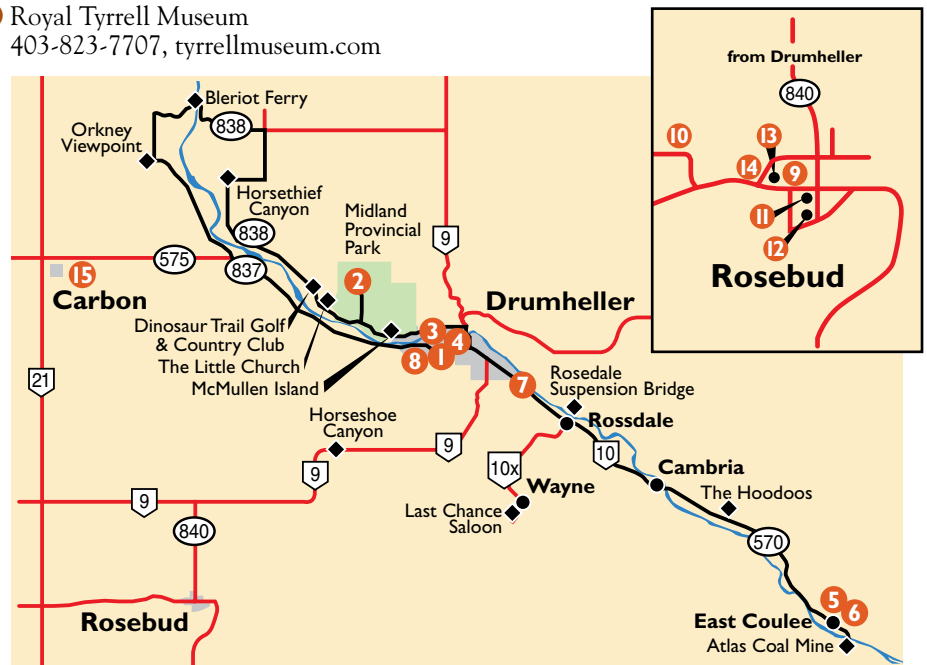 Royal Tyrrell Museum
403-823-7707, tyrrellmuseum.com
from Drumheller
840
13
10
14
9
11
12
Rosebud
Bleriot Ferry
838
Orkney
Viewpoint
Horsethief
Canyon
838
Midland
Provincial
Park
9
575
837
15
Carbon
2
Drumheller
Dinosaur Trail Golf
& Country Club
The Little Church
McMullen Island
3
4
8
1
7
21
Rosedale
Suspension Bridge
Rossdale
Horseshoe
Canyon
9
9
10
10x
Cambria
Wayne
The Hoodoos
Last Chance
Saloon
9
840
570
5
6
Rosebud
East Coulee
Atlas Coal Mine